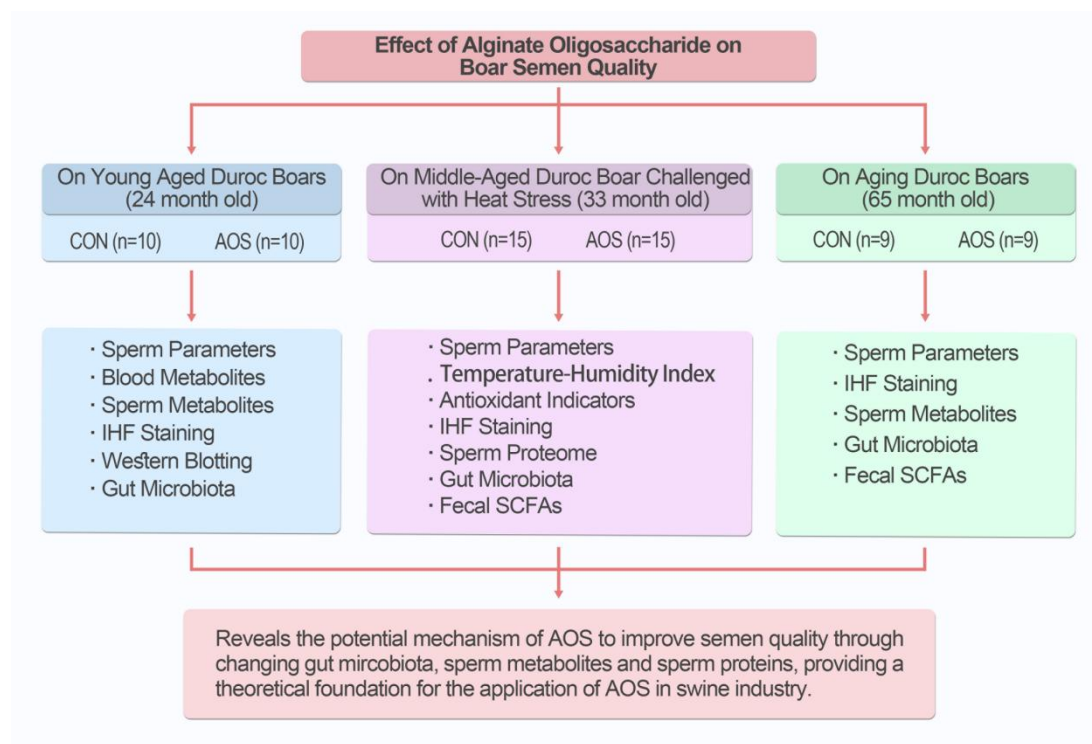 Effect of Alginate Oligosaccharide on
Boar Semen Quality
On Young Aged Duroc Boars
(24 month old)
CON (n=10) AOS (n=10)
· Sperm Parameters
· Blood Metabolites
· Sperm Metabolites
· IHF Staining
· Western Blotting
· Gut Microbiota
On Middle-Aged Duroc Boar Challenged
with Heat Stress (33 month old)
CON (n=15) AOS (n=15)
· Sperm Parameters
. Temperature-Humidity Index
· Antioxidant Indicators
· IHF Staining
· Sperm Proteome
· Gut Microbiota
· Fecal SCFAs
On Aging Duroc Boars
(65 month old)
CON (n=9) AOS (n=9)
· Sperm Parameters
· IHF Staining
· Sperm Metabolites
· Gut Microbiota
· Fecal SCFAs
Reveals the potential mechanism of AOS to improve semen quality through
changing gut mircobiota, sperm metabolites and sperm proteins, providing a
theoretical foundation for the application of AOS in swine industry.